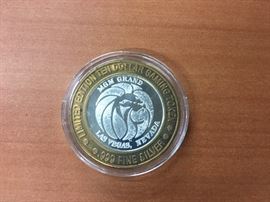 LIMITED EDITION TEN DOLLAR GAMING TOKEN
MGM GRAND
LAS VEGAS, NEVADA
.999 FINE SILVER